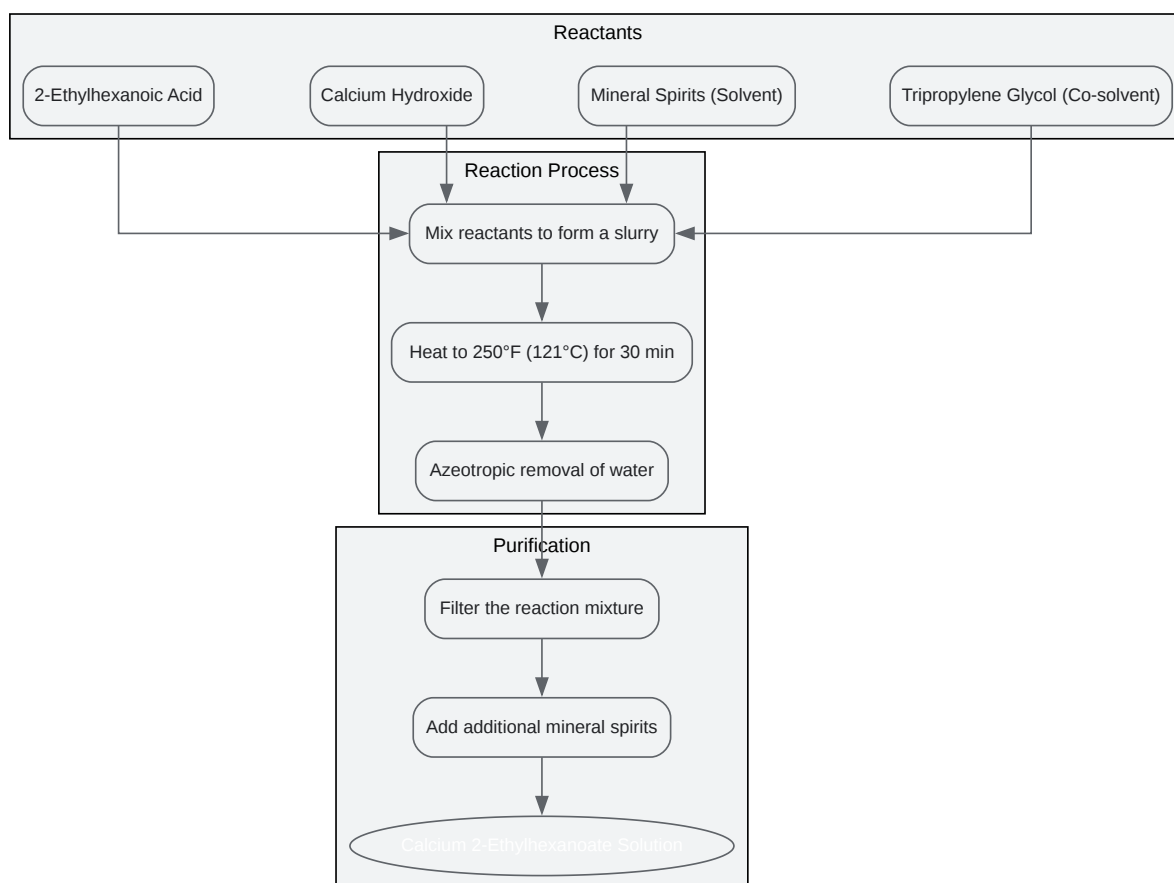 Reactants
2-Ethylhexanoic Acid
Calcium Hydroxide
Mineral Spirits (Solvent)
Tripropylene Glycol (Co-solvent)
Reaction Process
Mix reactants to form a slurry
Heat to 250°F (121°C) for 30 min
Azeotropic removal of water
Purification
Filter the reaction mixture
Add additional mineral spirits
Calcium 2-Ethylhexanoate Solution